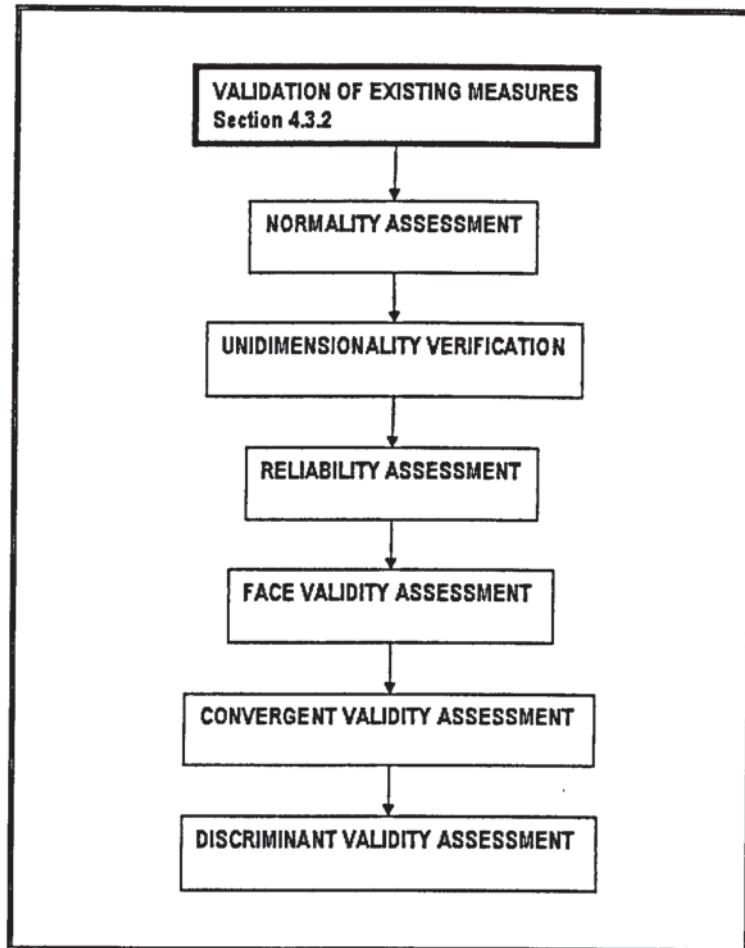 VALIDATION OF EXISTING MEASURES
Section 4.3.2
NORMALITY ASSESSMENT
UNIDIMENSIONALITY VERIFICATION
RELIABILITY ASSESSMENT
FACE VALIDITY ASSESSMENT
CONVERGENT VALIDITY ASSESSMENT
DISCRIMINANT VALIDITY ASSESSMENT